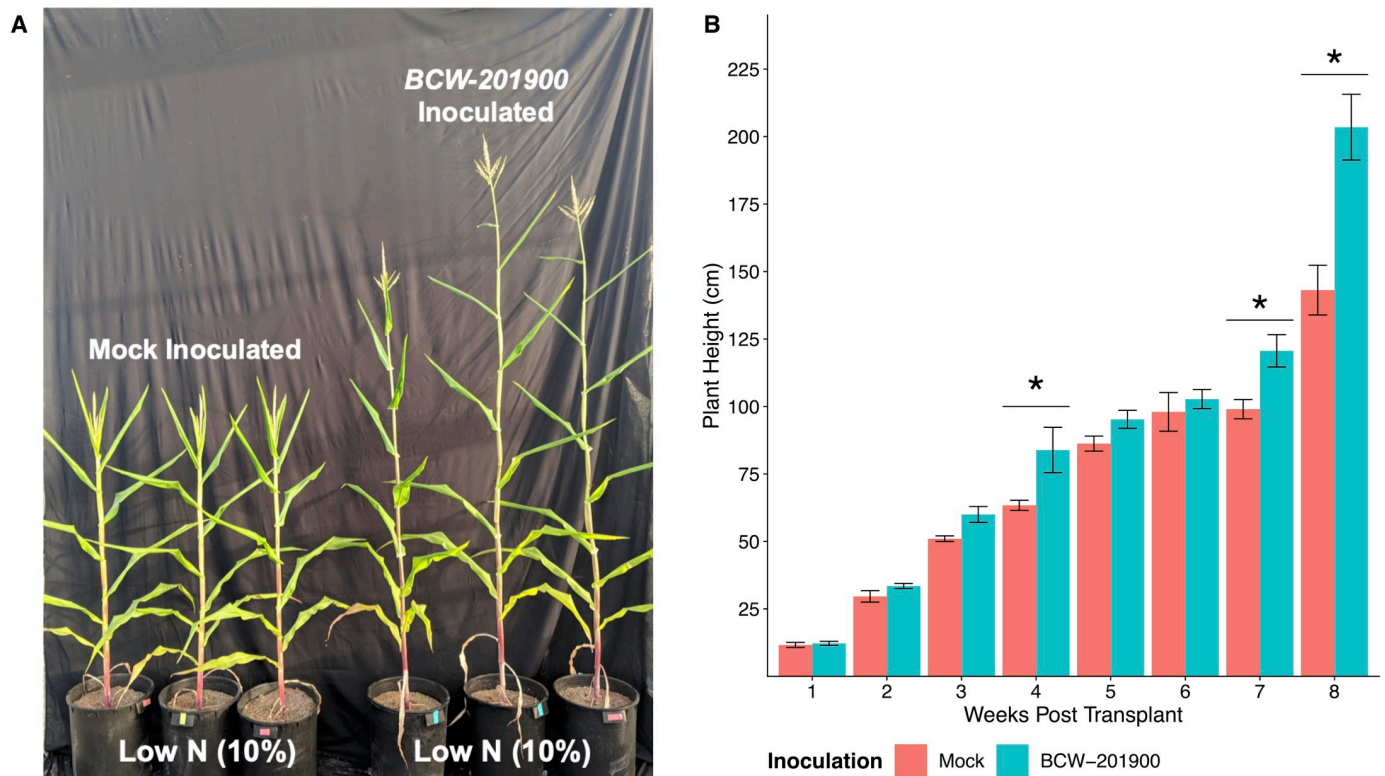 A
BCW-201900
Inoculated
Mock Inoculated
Low N (10%)
Low N (10%)
B
Plant Height (cm)
225
200
175
150
125
100
75
50
25
*
*
*
1 2 3 4 5 6 7 8
Weeks Post Transplant
Inoculation Mock BCW-201900